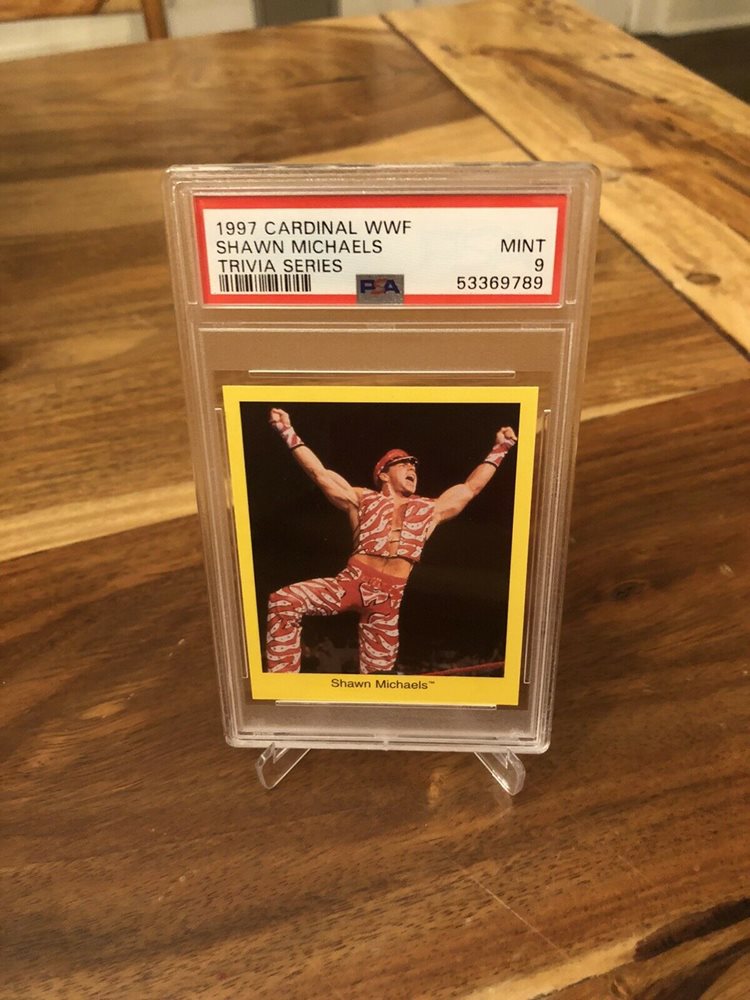 1997 CARDINAL WWF
SHAWN MICHAELS MINT
TRIVIA SERIES 9
PSA 53369789
Shawn Michaels™